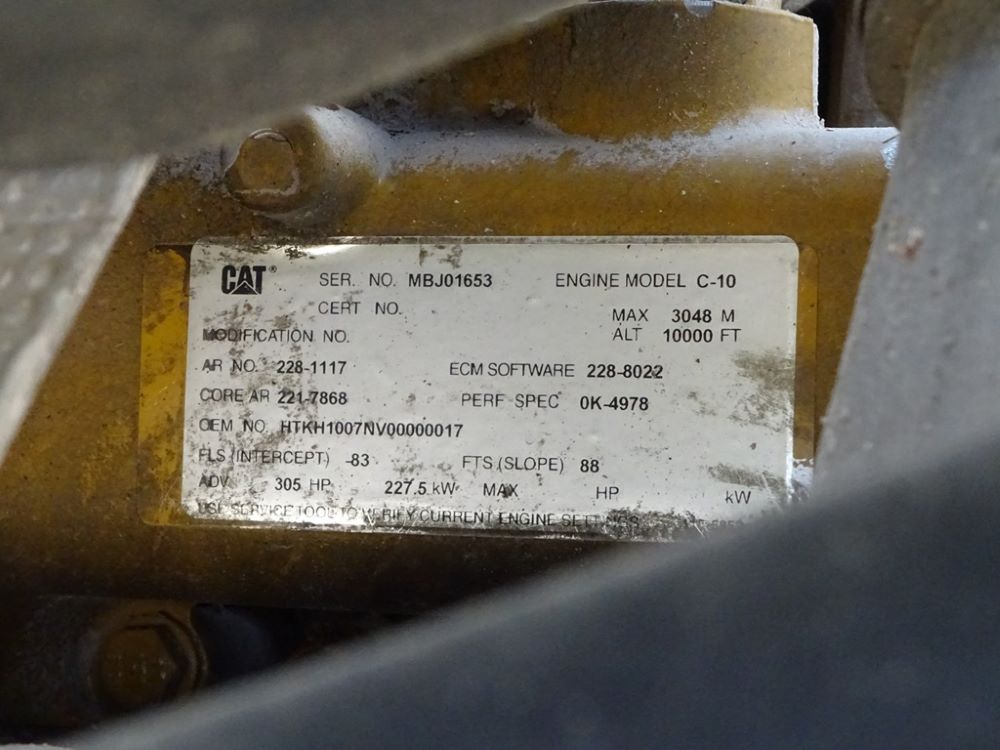 CAT® SER. NO. MBJ01653 ENGINE MODEL C-10
CERT NO. MAX 3048 M
MODIFICATION NO. ALT 10000 FT
AR NO. 228-1117 ECM SOFTWARE 228-8022
CORE AR 221-7868 PERF SPEC 0K-4978
OEM NO. HTKH1007NV00000017
FLS (INTERCEPT) -83 FTS (SLOPE) 88
ADV 305 HP 227.5 kW MAX HP kW
USE SERVICE TOOL TO VERIFY CURRENT ENGINE SETTINGS